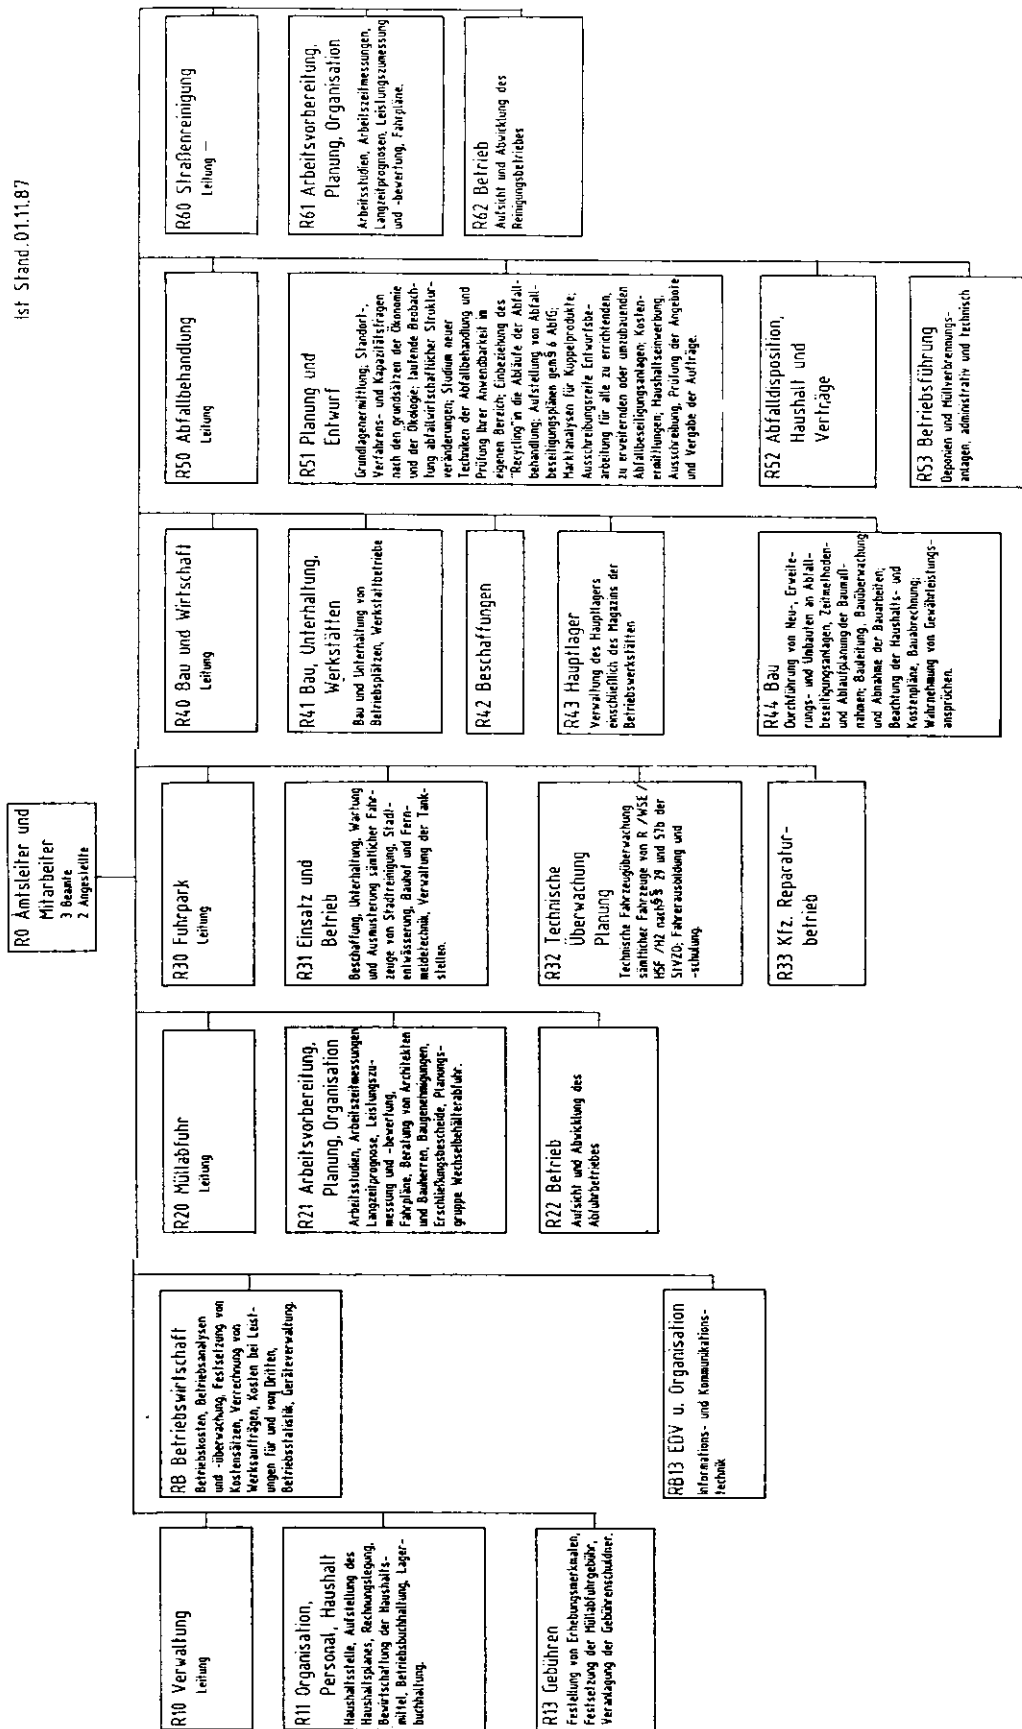 Ist Stand.01.11.87
R0 Amtsleiter und
Mitarbeiter
3 Beamte
2 Angestellte
R10 Verwaltung
Leitung
R11 Organisation,
Personal, Haushalt
Haushaltsstelle, Aufstellung des
Haushaltsplanes, Rechnungslegung,
Bewirtschaftung der Haushalts-
mittel, Betriebsbuchhaltung, Lager-
buchhaltung.
R13 Gebühren
Festellung von Erhebungsmerkmalen,
Festsetzung der Müllabfuhrgebühr,
Veranlagung der Gebührenschuldner.
RB Betriebswirtschaft
Betriebskosten, Betriebsanalysen
und -überwachung, Festsetzung von
Kostensätzen, Verrechnung von
Werksaufträgen, Kosten bei Leist-
ungen für und von Dritten,
Betriebsstatistik, Geräteverwaltung.
RB13 EDV u. Organisation
Informations- und Kommunikations-
technik
R20 Müllabfuhr
Leitung
R21 Arbeitsvorbereitung,
Planung, Organisation
Arbeitsstudien, Arbeitszeitmessungen
Langzeitprognose, Leistungszu-
messung und -bewertung,
Fahrpläne, Beratung von Architekten
und Bauherren, Baugenehmigungen,
Erschließungsbescheide, Planungs-
gruppe Wechselbehälterabfuhr.
R22 Betrieb
Aufsicht und Abwicklung des
Abfuhrbetriebes
R30 Fuhrpark
Leitung
R31 Einsatz und
Betrieb
Beschaffung, Unterhaltung, Wartung
und Ausmusterung sämtlicher Fahr-
zeuge von Stadtreinigung, Stadt-
entwässerung, Bauhof und Fern-
meldetechnik, Verwaltung der Tank-
stellen.
R32 Technische
Überwachung
Planung
Technische Fahrzeugüberwachung
sämtlicher Fahrzeuge von R /WSE /
HSF /H2 nach §§ 29 und 57b der
StVZO; Fahrerausbildung und
-schulung.
R33 Kfz. Reparatur-
betrieb
R40 Bau und Wirtschaft
Leitung
R41 Bau, Unterhaltung,
Werkstätten
Bau und Unterhaltung von
Betriebsplätzen, Werkstattbetriebe
R42 Beschaffungen
R43 Hauptlager
Verwaltung des Hauptlagers
einschließlich des Magazins der
Betriebswerkstätten
R44 Bau
Durchführung von Neu-, Erweite-
rungs- und Umbauten an Abfall-
beseitigungsanlagen, Zeitmethoden-
und Ablaufplanung der Baumaß-
nahmen; Bauleitung, Bauüberwachung
und Abnahme der Bauarbeiten;
Beachtung der Haushalts- und
Kostenpläne, Bauabrechnung;
Wahrnehmung von Gewährleistungs-
ansprüchen.
R50 Abfallbehandlung
Leitung
R51 Planung und
Entwurf
Grundlagenermittlung; Standort-,
Verfahrens- und Kapazitätsfragen
nach den grundsätzen der Ökonomie
und der Ökologie; laufende Beobach-
tung abfallwirtschaftlicher Struktur-
veränderungen; Studium neuer
Techniken der Abfallbehandlung und
Prüfung Ihrer Anwendbarkeit im
eigenen Bereich; Einbeziehung des
"Recycling" in die Abläufe der Abfall-
behandlung; Aufstellung von Abfall-
beseitigungsplänen gem § 6 AbfG;
Marktanalysen für Kuppelprodukte;
Ausschreibungsreife Entwurfsbe-
arbeitung für alle zu errichtenden,
zu erweiterenden oder umzubauenden
Abfallbeseitigungsanlagen; Kosten-
ermittlungen; Haushaltseinwerbung,
Ausschreibung, Prüfung der Angebote
und Vergabe der Aufträge.
R52 Abfalldisposition,
Haushalt und
Verträge
R53 Betriebsführung
Deponien und Müllverbrennungs-
anlagen, administrativ und technisch
R60 Straßenreinigung
Leitung —
R61 Arbeitsvorbereitung,
Planung, Organisation
Arbeitsstudien, Arbeitszeitmessungen,
Langzeitprognosen, Leistungszumessung
und -bewertung, Fahrpläne.
R62 Betrieb
Aufsicht und Abwicklung des
Reinigungsbetriebes